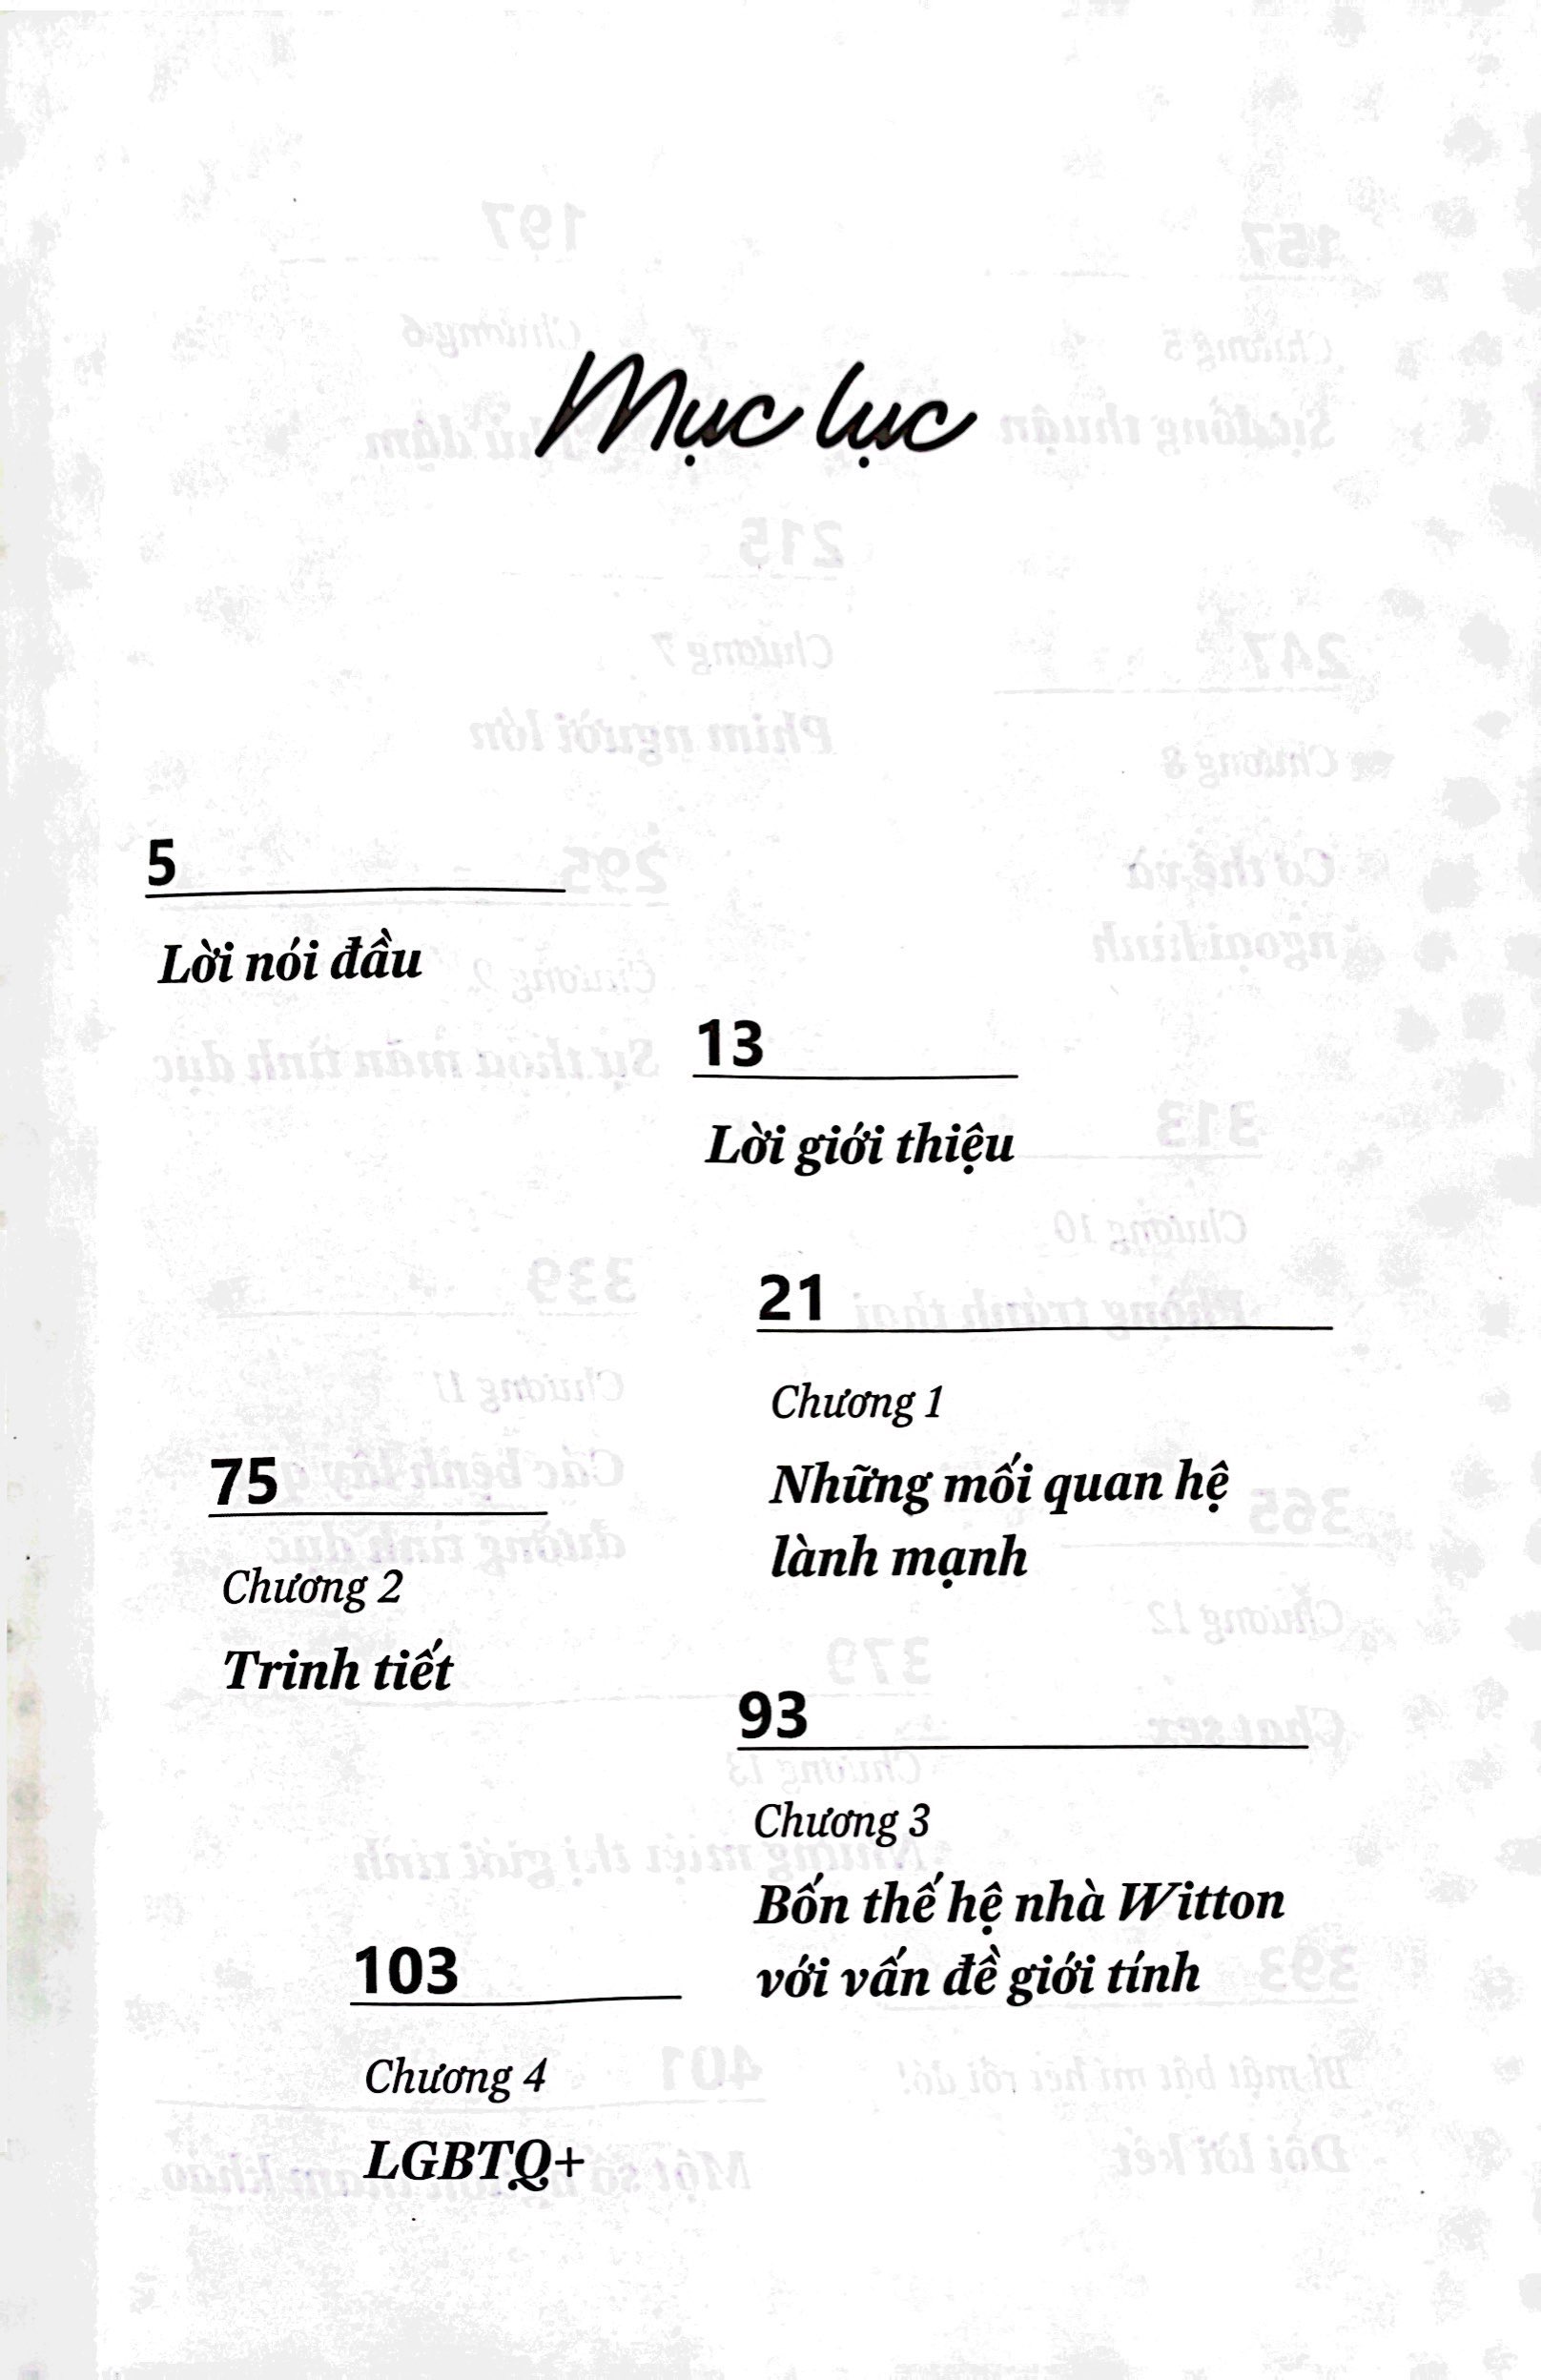 Mục lục
5
Lời nói đầu
13
Lời giới thiệu
21
Chương 1
Những mối quan hệ
lành mạnh
75
Chương 2
Trinh tiết
93
Chương 3
Bốn thế hệ nhà Witton
với vấn đề giới tính
103
Chương 4
LGBTQ+